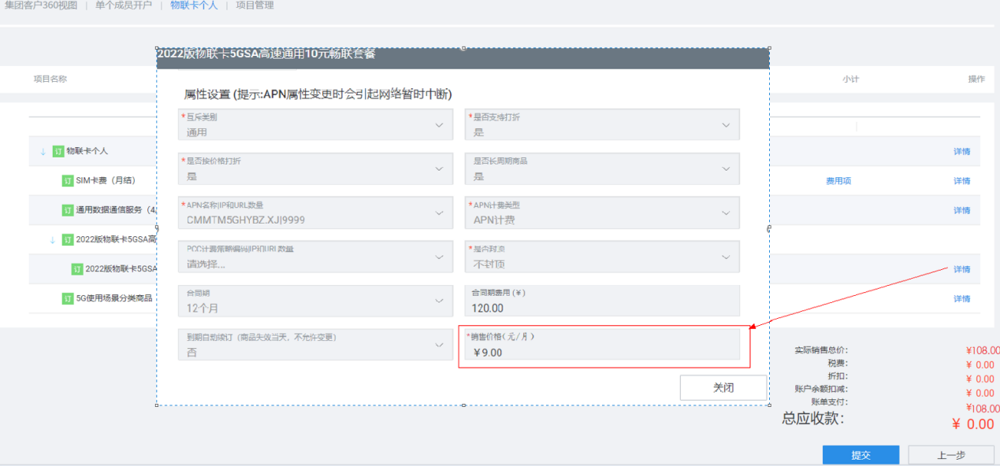 集团客户360视图 | 单个成员开户 | 物联卡个人 | 项目管理
2022版物联卡5GSA高速通用10元畅联套餐
项目名称 小计 操作
属性设置 (提示:APN属性变更时会引起网络暂时中断)
*互斥类别
通用
*是否支持打折
是
*是否按价格打折
是
是否长周期商品
是
*APN名称|IP和URL数量
CMMTM5GHYBZ.XJ|9999
*APN计费类型
APN计费
PCC计费策略编码|IP和URL数量
请选择...
*是否封顶
不封顶
合同期
12个月
合同期费用 (¥)
120.00
到期自动续订（商品失效当天，不允许变更）
否
*销售价格( 元/ 月 )
¥9.00
关闭
↓ 订 物联卡个人 详情
订 SIM卡费（月结） 费用项 详情
订 通用数据通信服务（4 详情
↓ 订 2022版物联卡5GSA高
订 2022版物联卡5GSA 详情
订 5G使用场景分类商品 详情
实际销售总价: ¥108.00
税费: ¥ 0.00
折扣: ¥ 0.00
账户余额扣减: ¥ 0.00
账单支付: ¥108.00
总应收款: ¥ 0.00
提交 上一步